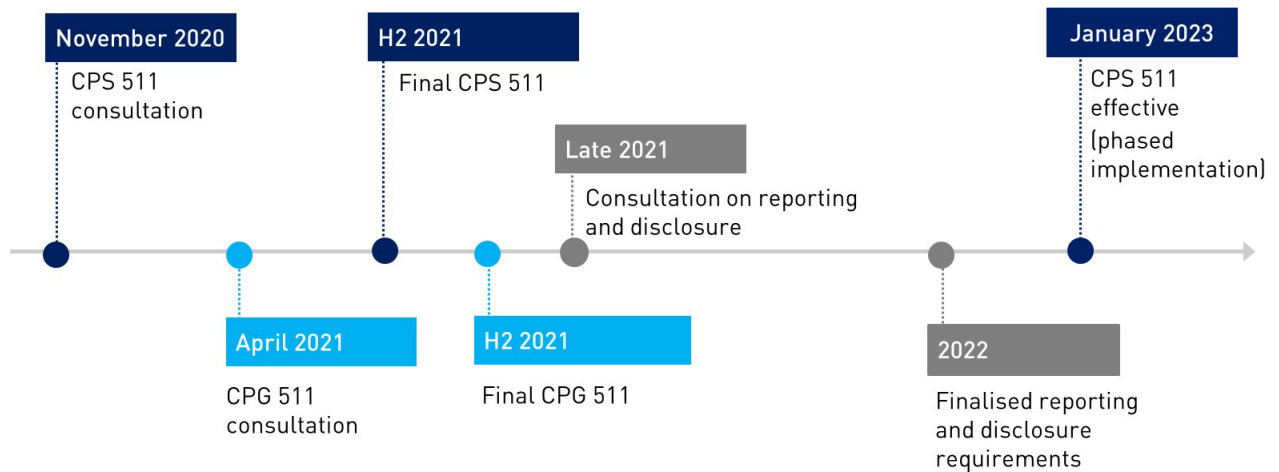 November 2020
CPS 511
consultation
April 2021
CPG 511
consultation
H2 2021
Final CPS 511
H2 2021
Final CPG 511
Late 2021
Consultation on reporting
and disclosure
2022
Finalised reporting
and disclosure
requirements
January 2023
CPS 511
effective
(phased
implementation)